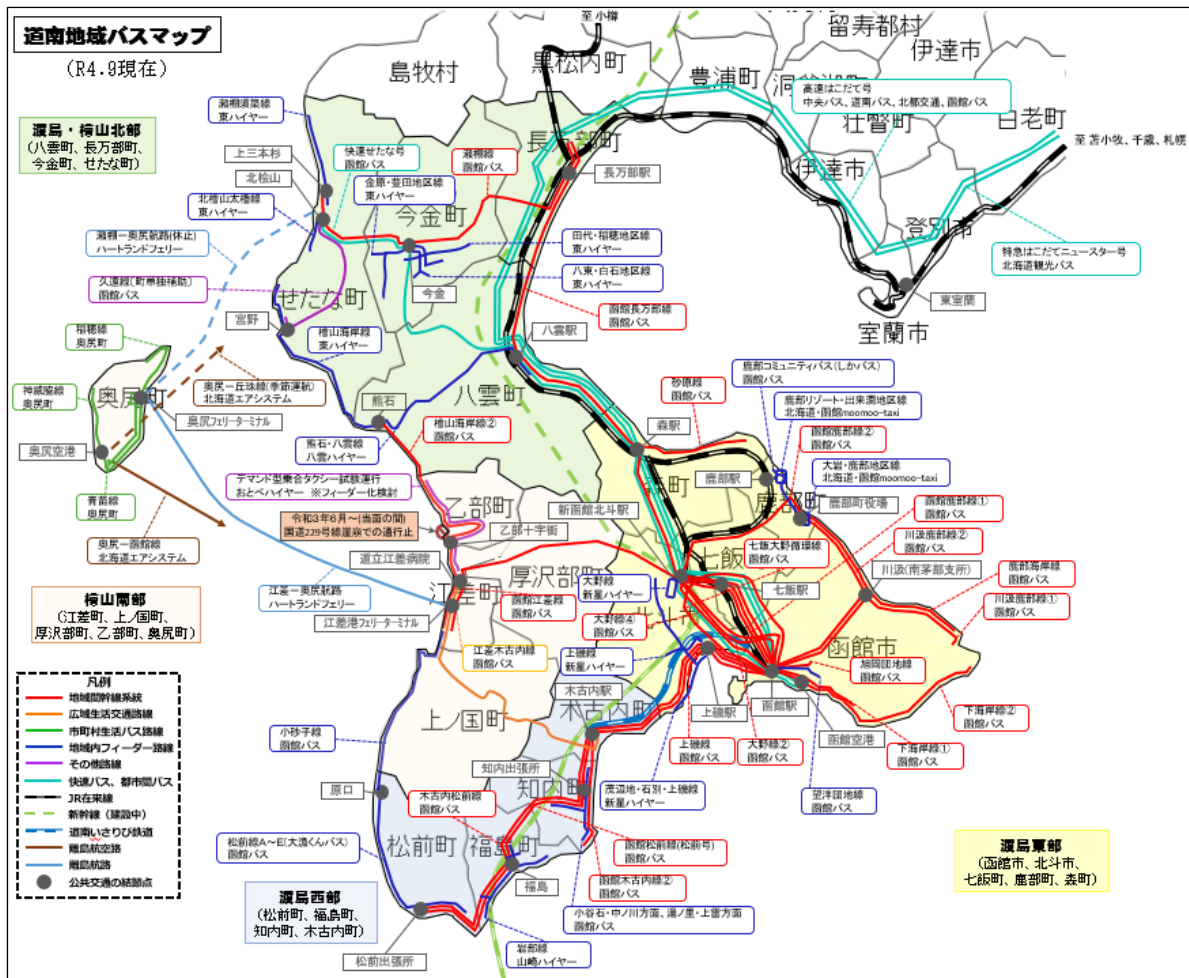 道南地域バスマップ
(R4.9現在)
至 小樽
留寿都村
伊達市
黒松内町
豊浦町
島牧村
高速はこだて号
中央バス、道南バス、北都交通、函館バス
壮瞥町
白老町
至 苫小牧、千歳、札幌
伊達市
登別市
特急はこだてニュースター号
北海道観光バス
東室蘭
室蘭市
渡島・檜山北部
(八雲町、長万部町、
今金町、せたな町)
瀬棚須築線
東ハイヤー
上三本杉
北桧山
快速せたな号
函館バス
瀬棚線
函館バス
長万部町
長万部駅
金原・豊田地区線
東ハイヤー
北檜山太櫓線
東ハイヤー
今金町
瀬棚ー奥尻航路(休止)
ハートランドフェリー
田代・稲穂地区線
東ハイヤー
八束・白石地区線
東ハイヤー
久遠線(町単独補助)
函館バス
せたな町
今金
函館長万部線
函館バス
宮野
檜山海岸線
東ハイヤー
八雲駅
稲穂線
奥尻町
神威脇線
奥尻町
奥尻町
奥尻ー丘珠線(季節運航)
北海道エアシステム
奥尻フェリーターミナル
奥尻空港
青苗線
奥尻町
奥尻ー函館線
北海道エアシステム
熊石
八雲町
檜山海岸線②
函館バス
熊石・八雲線
八雲ハイヤー
砂原線
函館バス
鹿部コミュニティバス(しかバス)
函館バス
鹿部リゾート・出来澗地区線
北海道・函館moomoo-taxi
森駅
函館鹿部線②
函館バス
デマンド型乗合タクシー試験運行
おとべハイヤー ※フィーダー化検討
鹿部駅
大岩・鹿部地区線
北海道・函館moomoo-taxi
森町
鹿部町
鹿部町役場
函館鹿部線①
函館バス
乙部町
新函館北斗駅
令和3年6月～(当面の間)
国道229号線崖崩での通行止
乙部十字街
道立江差病院
七飯大野循環線
函館バス
川汲鹿部線②
函館バス
七飯町
川汲(南茅部支所)
鹿部海岸線
函館バス
厚沢部町
大野線
新星ハイヤー
七飯駅
江差ー奥尻航路
ハートランドフェリー
江差町
函館江差線
函館バス
北斗市
川汲鹿部線①
函館バス
檜山南部
(江差町、上ノ国町、
厚沢部町、乙部町、奥尻町)
江差港フェリーターミナル
大野線④
函館バス
函館市
江差木古内線
函館バス
上磯線
新星ハイヤー
旭岡団地線
函館バス
木古内駅
木古内町
上ノ国町
上磯駅
函館駅
下海岸線②
函館バス
函館空港
小砂子線
函館バス
上磯線
函館バス
大野線②
函館バス
下海岸線①
函館バス
知内出張所
知内町
原口
木古内松前線
函館バス
茂辺地・石別・上磯線
新星ハイヤー
望洋団地線
函館バス
松前線A～E(大漁くんバス)
函館バス
松前町
福島町
函館松前線(松前号)
函館バス
福島
函館木古内線②
函館バス
渡島西部
(松前町、福島町、
知内町、木古内町)
小谷石・中ノ川方面、湯ノ里・上雷方面
函館バス
岩部線
山崎ハイヤー
松前出張所
渡島東部
(函館市、北斗市、
七飯町、鹿部町、森町)
凡例
地域間幹線系統
広域生活交通路線
市町村生活バス路線
地域内フィーダー路線
その他路線
快速バス、都市間バス
JR在来線
新幹線（建設中）
道南いさりび鉄道
離島航空路
離島航路
公共交通の結節点